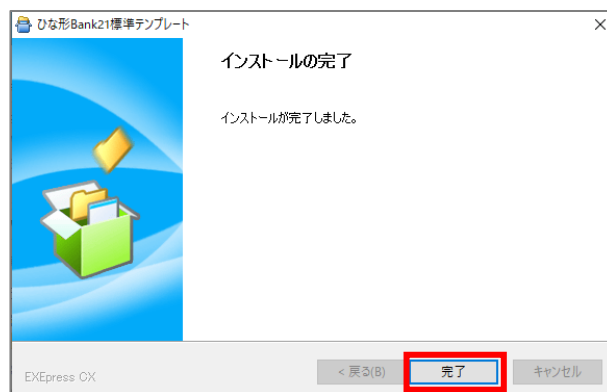 ひな形Bank21標準テンプレート
インストールの完了
インストールが完了しました。
EXEpress CX
< 戻る(B)
完了
キャンセル